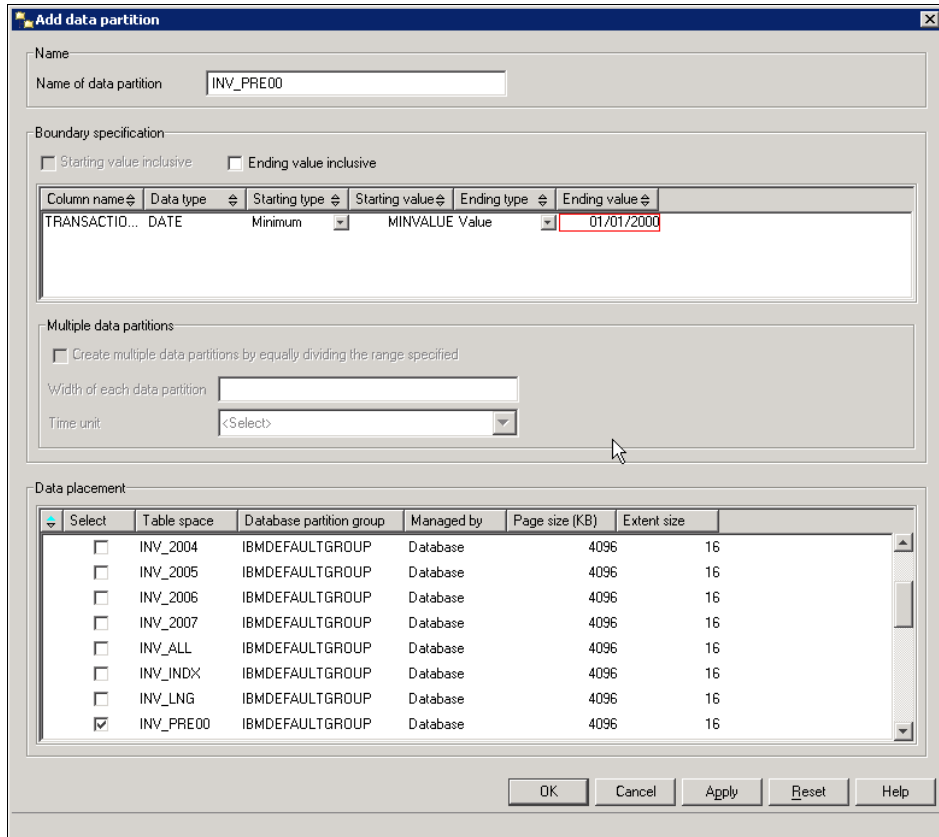 Add data partition
Name
Name of data partition INV_PRE00
Boundary specification
Starting value inclusive Ending value inclusive
Column name Data type Starting type Starting value Ending type Ending value
TRANSACTIO... DATE Minimum MINVALUE Value 01/01/2000
Multiple data partitions
Create multiple data partitions by equally dividing the range specified
Width of each data partition
Time unit <Select>
Data placement
Select Table space Database partition group Managed by Page size (KB) Extent size
INV_2004 IBMDEFAULTGROUP Database 4096 16
INV_2005 IBMDEFAULTGROUP Database 4096 16
INV_2006 IBMDEFAULTGROUP Database 4096 16
INV_2007 IBMDEFAULTGROUP Database 4096 16
INV_ALL IBMDEFAULTGROUP Database 4096 16
INV_INDX IBMDEFAULTGROUP Database 4096 16
INV_LNG IBMDEFAULTGROUP Database 4096 16
INV_PRE00 IBMDEFAULTGROUP Database 4096 16
OK Cancel Apply Reset Help